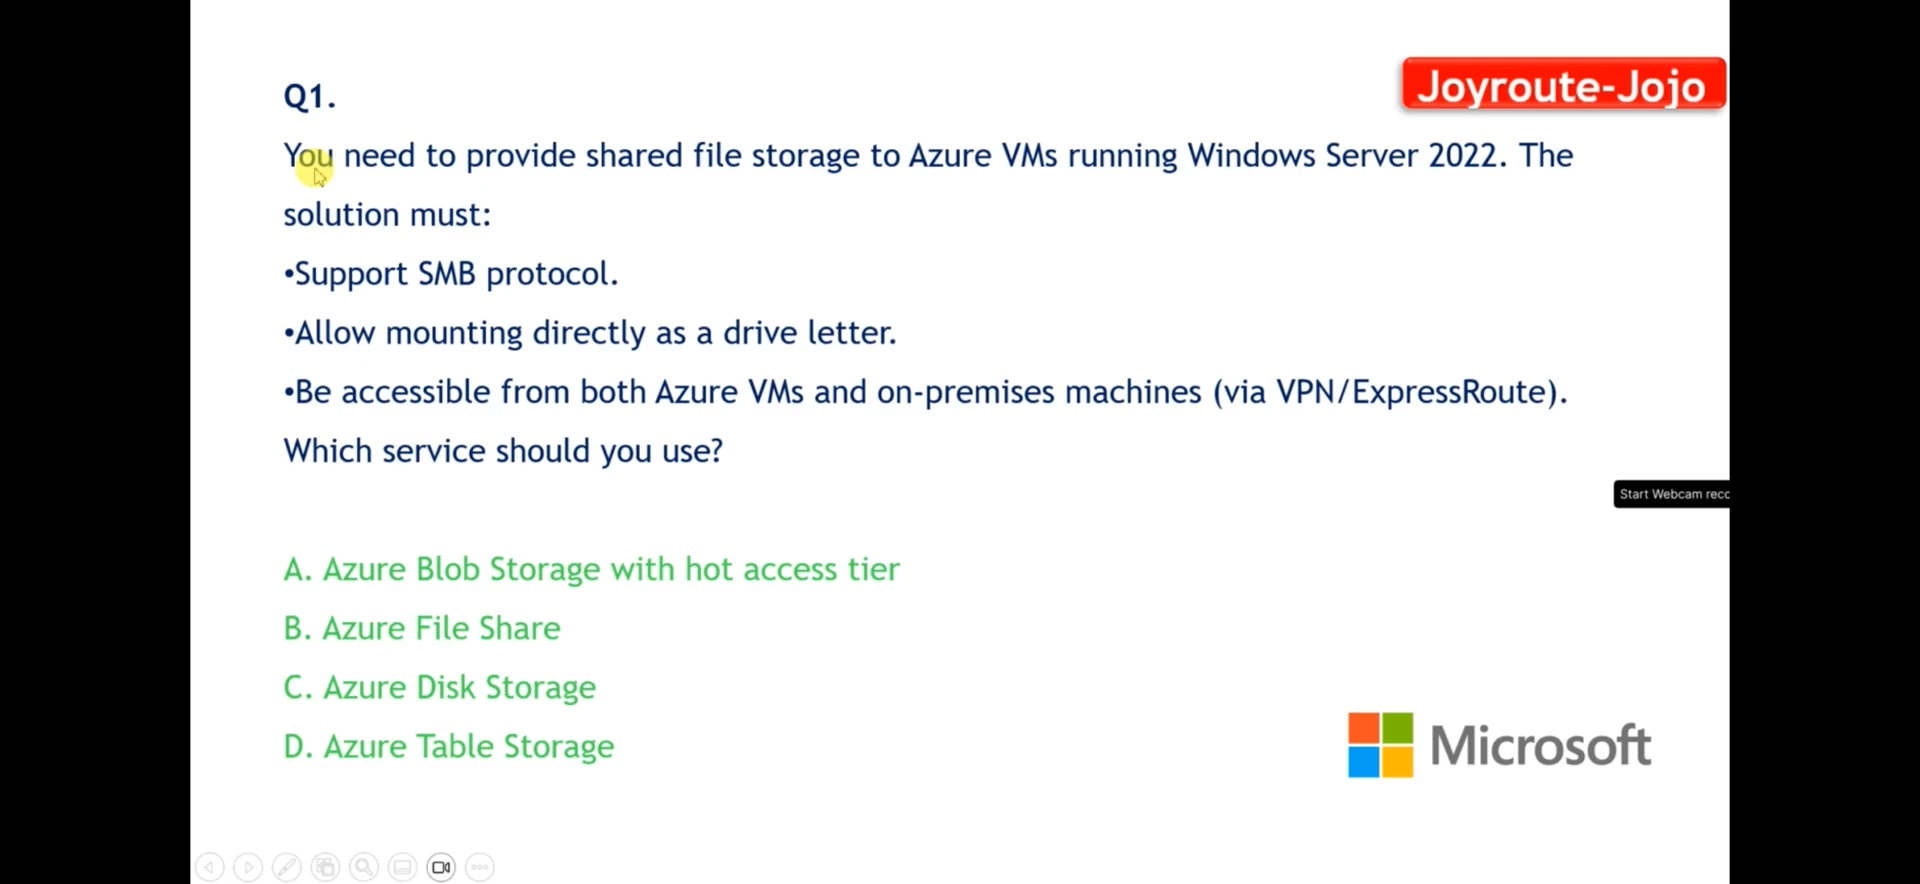 Joyroute-Jojo
Q1.
You need to provide shared file storage to Azure VMs running Windows Server 2022. The
solution must:
•Support SMB protocol.
•Allow mounting directly as a drive letter.
•Be accessible from both Azure VMs and on-premises machines (via VPN/ExpressRoute).
Which service should you use?
Start Webcam reco
A. Azure Blob Storage with hot access tier
B. Azure File Share
C. Azure Disk Storage
D. Azure Table Storage
Microsoft